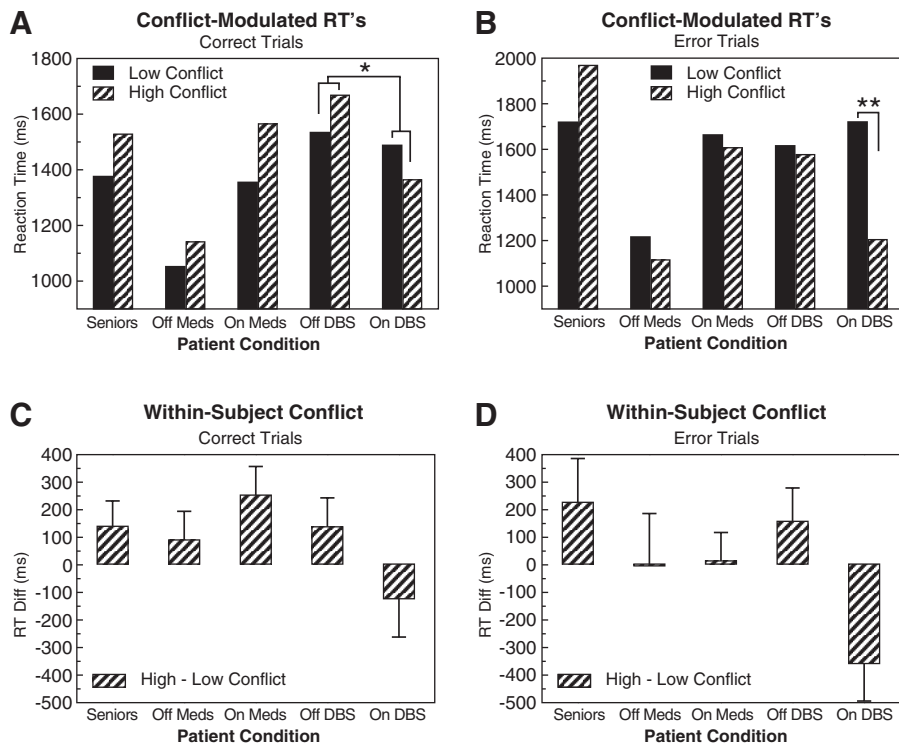 A
Conflict-Modulated RT's
Correct Trials
Reaction Time (ms)
1800
1600
1400
1200
1000
Low Conflict
High Conflict
*
Seniors Off Meds On Meds Off DBS On DBS
Patient Condition
B
Conflict-Modulated RT's
Error Trials
Reaction Time (ms)
2000
1800
1600
1400
1200
1000
Low Conflict
High Conflict
**
Seniors Off Meds On Meds Off DBS On DBS
Patient Condition
C
Within-Subject Conflict
Correct Trials
RT Diff (ms)
400
300
200
100
0
-100
-200
-300
-400
-500
High - Low Conflict
Seniors Off Meds On Meds Off DBS On DBS
Patient Condition
D
Within-Subject Conflict
Error Trials
RT Diff (ms)
400
300
200
100
0
-100
-200
-300
-400
-500
High - Low Conflict
Seniors Off Meds On Meds Off DBS On DBS
Patient Condition